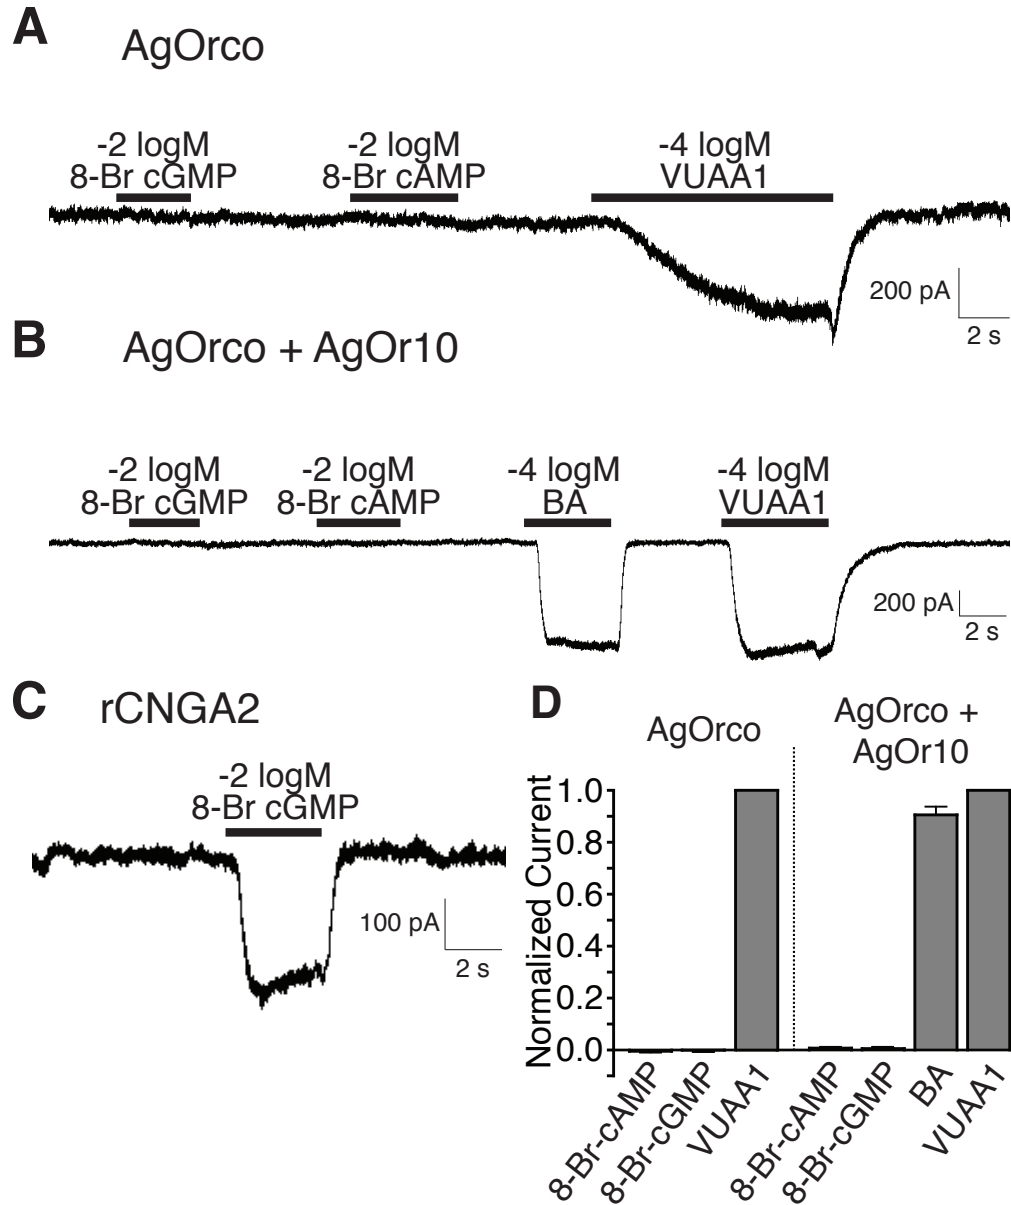 A
AgOrco
-2 logM
8-Br cGMP
-2 logM
8-Br cAMP
-4 logM
VUAA1
200 pA
2 s
B
AgOrco + AgOr10
-2 logM
8-Br cGMP
-2 logM
8-Br cAMP
-4 logM
BA
-4 logM
VUAA1
200 pA
2 s
C
rCNGA2
-2 logM
8-Br cGMP
100 pA
2 s
D
AgOrco
AgOrco +
AgOr10
Normalized Current
1.0
0.8
0.6
0.4
0.2
0.0
8-Br-cAMP
8-Br-cGMP
VUAA1
8-Br-cAMP
8-Br-cGMP
BA
VUAA1